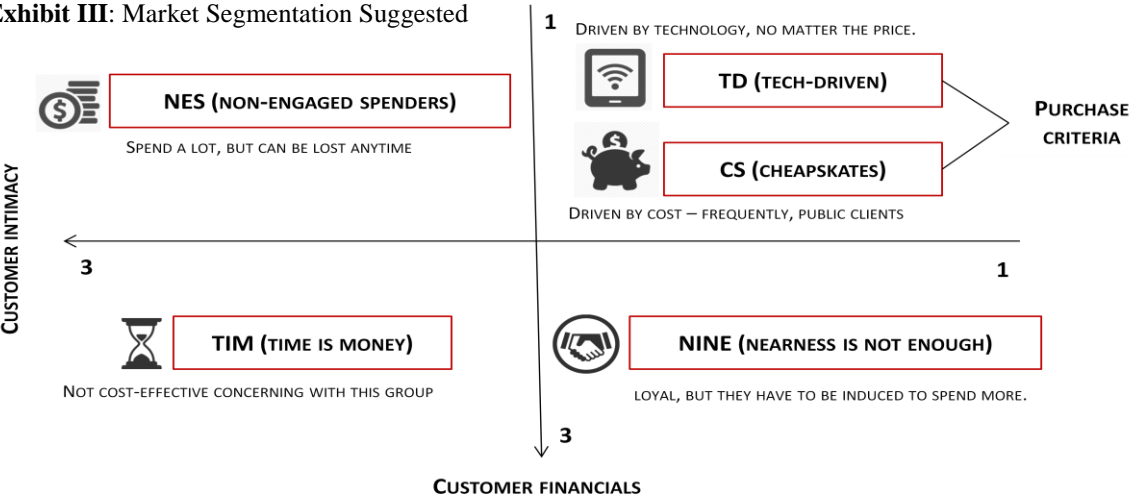 Exhibit III: Market Segmentation Suggested
1
DRIVEN BY TECHNOLOGY, NO MATTER THE PRICE.
NES (NON-ENGAGED SPENDERS)
SPEND A LOT, BUT CAN BE LOST ANYTIME
TD (TECH-DRIVEN)
CS (CHEAPSKATES)
DRIVEN BY COST – FREQUENTLY, PUBLIC CLIENTS
PURCHASE
CRITERIA
CUSTOMER INTIMACY
3
1
TIM (TIME IS MONEY)
NOT COST-EFFECTIVE CONCERNING WITH THIS GROUP
NINE (NEARNESS IS NOT ENOUGH)
LOYAL, BUT THEY HAVE TO BE INDUCED TO SPEND MORE.
3
CUSTOMER FINANCIALS